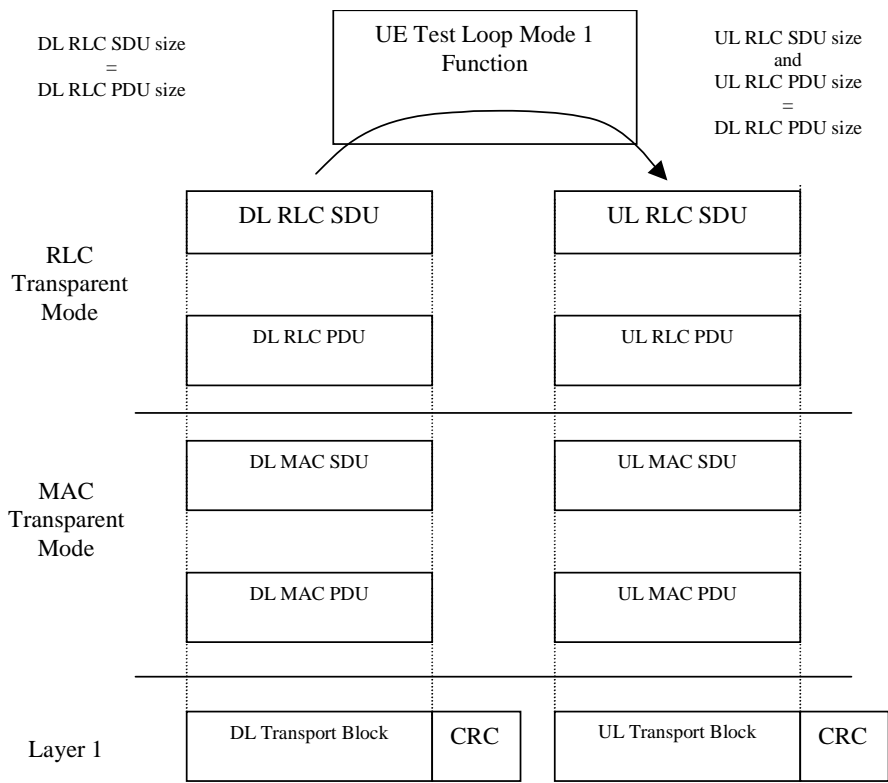 DL RLC SDU size
=
DL RLC PDU size
UE Test Loop Mode 1
Function
UL RLC SDU size
and
UL RLC PDU size
=
DL RLC PDU size
DL RLC SDU
UL RLC SDU
RLC
Transparent
Mode
DL RLC PDU
UL RLC PDU
DL MAC SDU
UL MAC SDU
MAC
Transparent
Mode
DL MAC PDU
UL MAC PDU
Layer 1
DL Transport Block
CRC
UL Transport Block
CRC